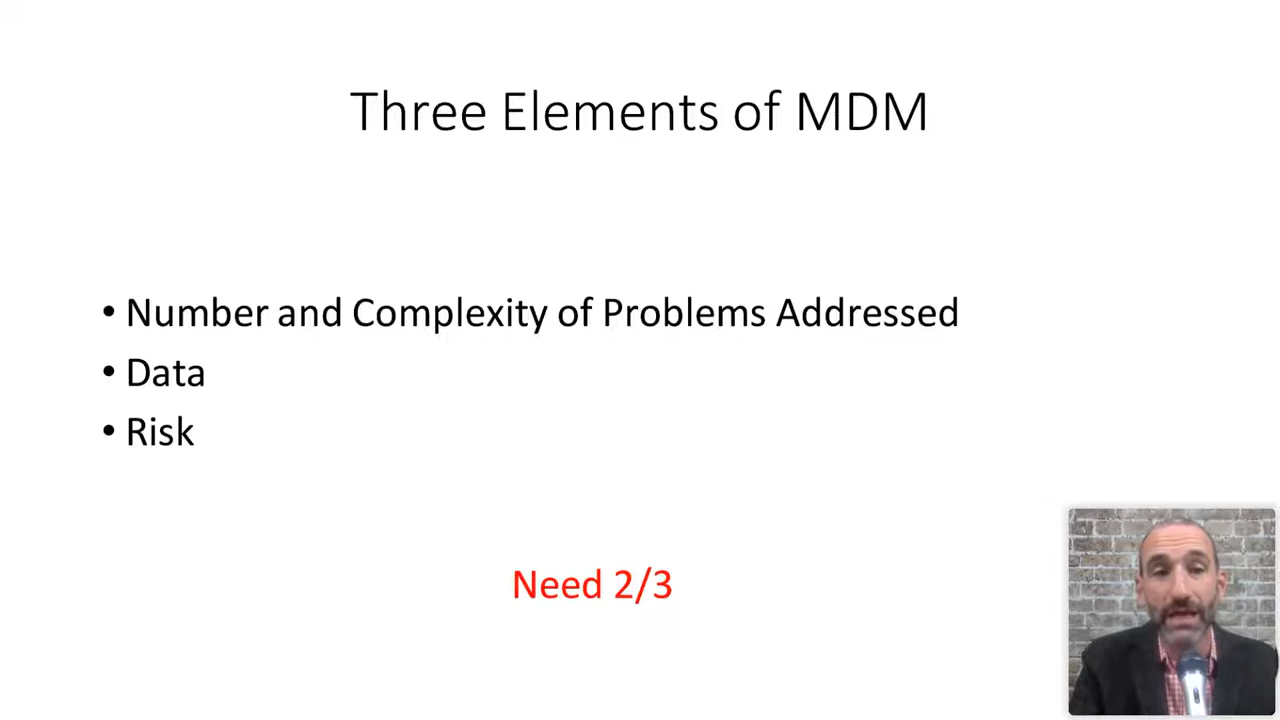 Three Elements of MDM
• Number and Complexity of Problems Addressed
• Data
• Risk
Need 2/3